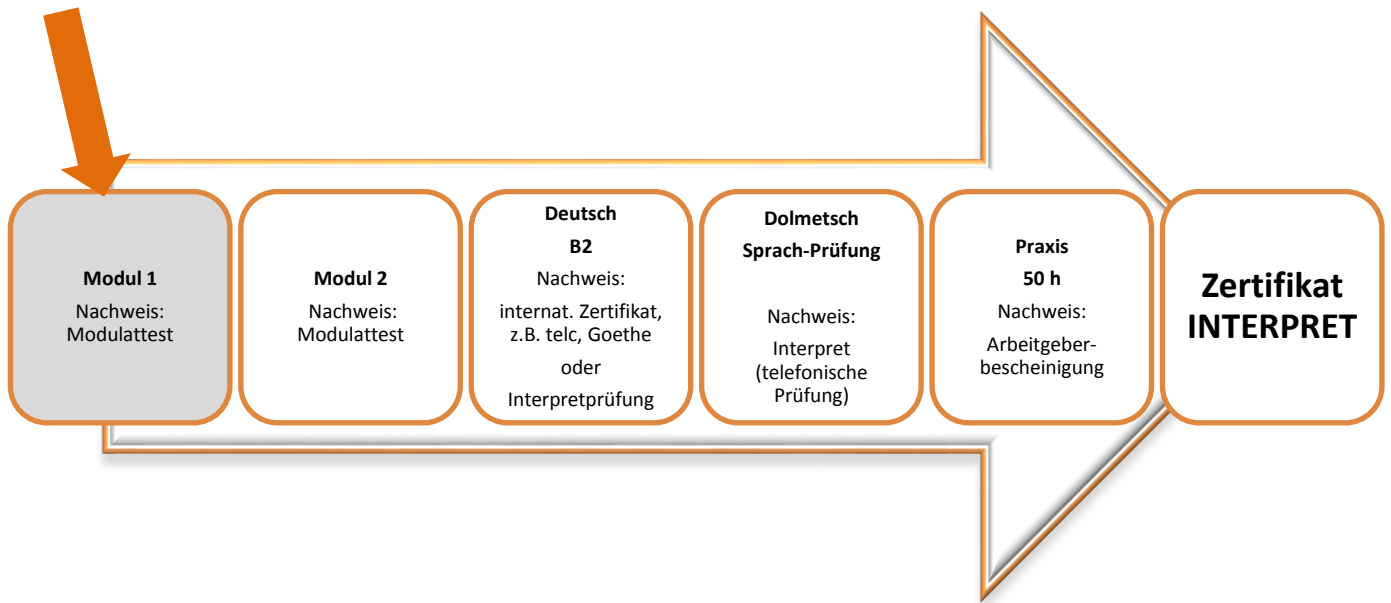 Modul 1
Nachweis:
Modulattest
Modul 2
Nachweis:
Modulattest
Deutsch
B2
Nachweis:
internat. Zertifikat,
z.B. telc, Goethe
oder
Interpretprüfung
Dolmetsch
Sprach-Prüfung
Nachweis:
Interpret
(telefonische
Prüfung)
Praxis
50 h
Nachweis:
Arbeitgeber-
bescheinigung
Zertifikat
INTERPRET